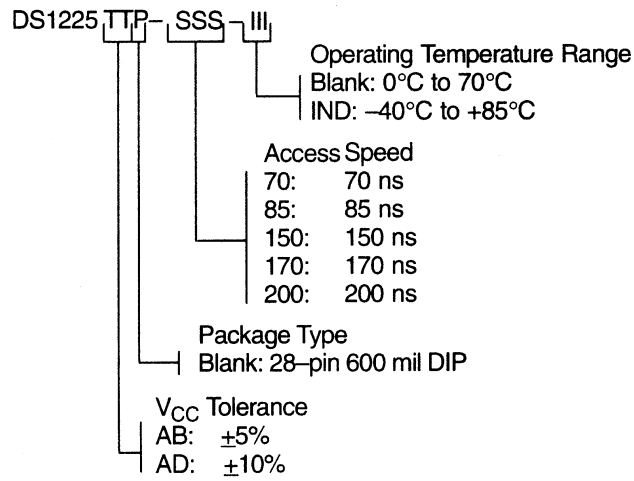 DS1225 TTP– SSS – III
Operating Temperature Range
Blank: 0°C to 70°C
IND: –40°C to +85°C
Access Speed
70: 70 ns
85: 85 ns
150: 150 ns
170: 170 ns
200: 200 ns
Package Type
Blank: 28–pin 600 mil DIP
VCC Tolerance
AB: ±5%
AD: ±10%